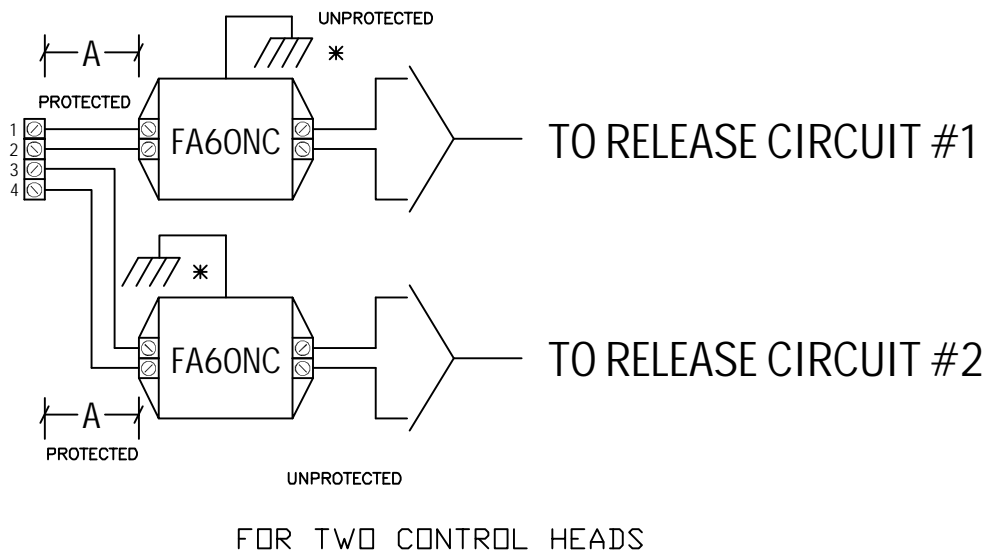 UNPROTECTED
A
*
PROTECTED
1
2
3
4
FA60NC
TO RELEASE CIRCUIT #1
*
FA60NC
TO RELEASE CIRCUIT #2
A
PROTECTED
UNPROTECTED
FOR TWO CONTROL HEADS